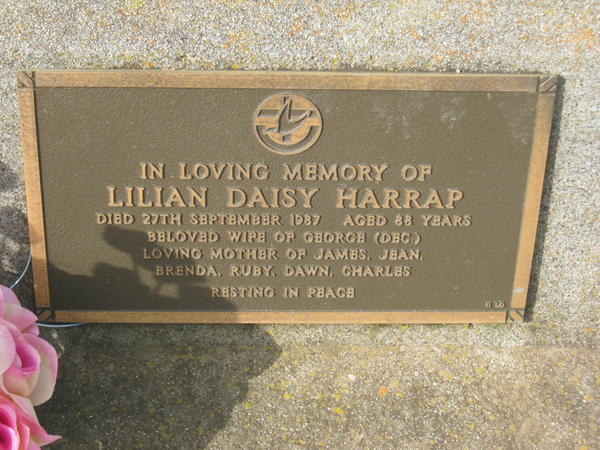 IN LOVING MEMORY OF
LILIAN DAISY HARRAP
DIED 27TH SEPTEMBER 1987 AGED 88 YEARS
BELOVED WIFE OF GEORGE (DEC.)
LOVING MOTHER OF JAMES, JEAN,
BRENDA, RUBY, DAWN, CHARLES
RESTING IN PEACE